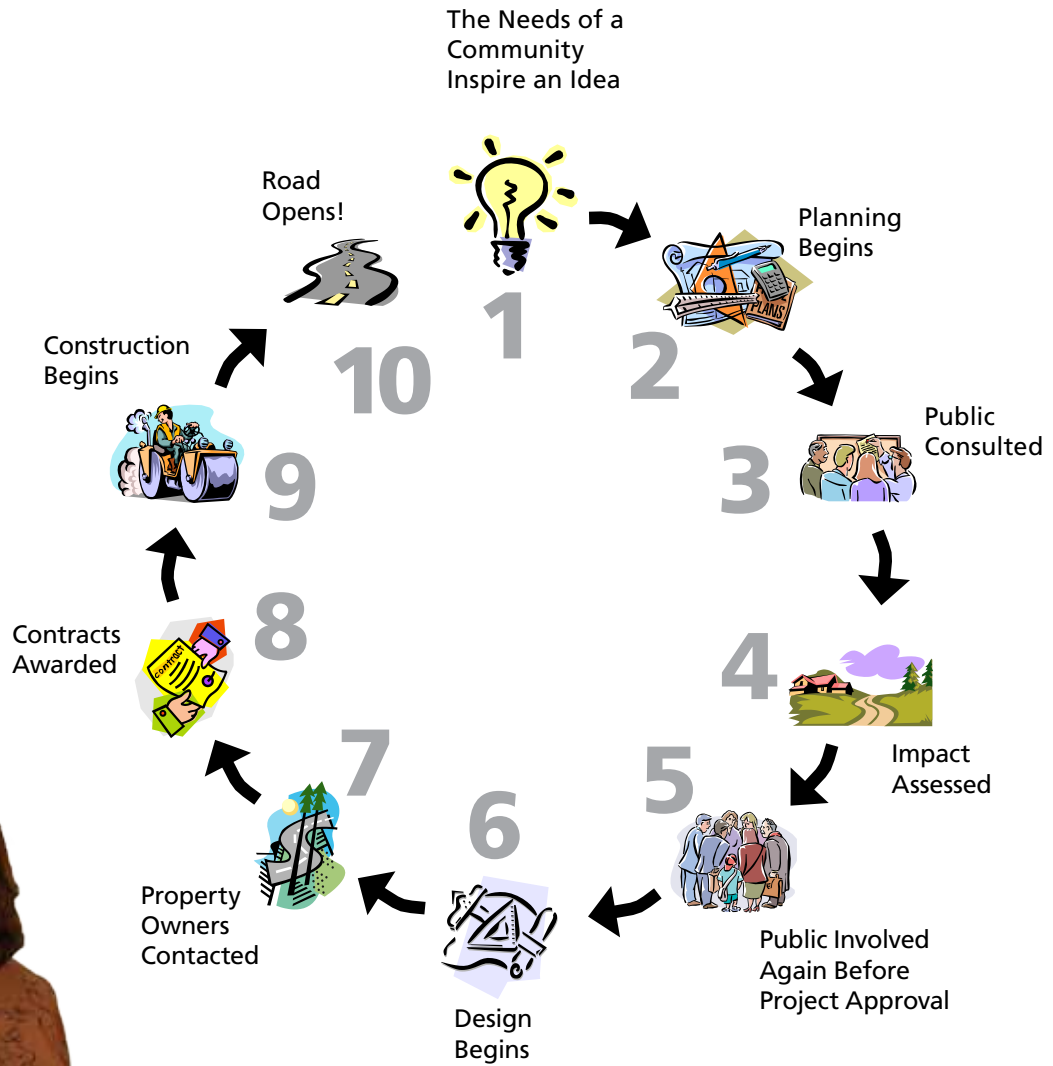 The Needs of a
Community
Inspire an Idea
1
Planning
Begins
PLANS
2
Public
Consulted
3
4
Impact
Assessed
5
Public Involved
Again Before
Project Approval
6
Design
Begins
7
Property
Owners
Contacted
8
Contracts
Awarded
contract
9
Construction
Begins
10
Road
Opens!